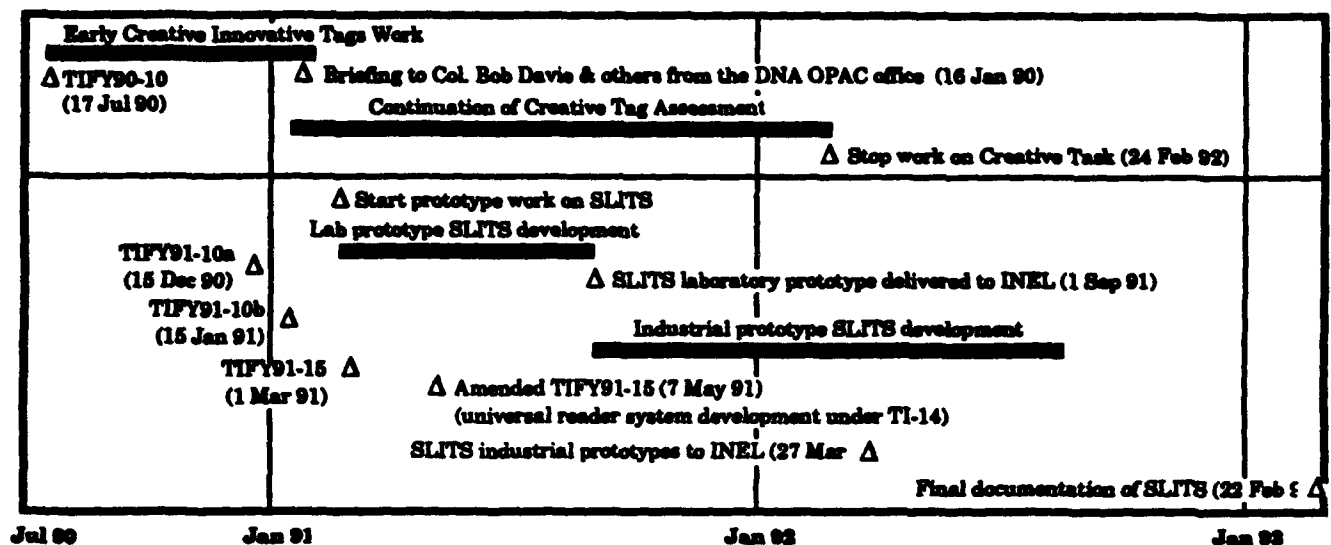 Early Creative Innovative Tags Work
Δ TIFY90-10
(17 Jul 90)
Δ Briefing to Col. Bob Davie & others from the DNA OPAC office (16 Jan 90)
Continuation of Creative Tag Assessment
Δ Stop work on Creative Task (24 Feb 92)
Δ Start prototype work on SLITS
Lab prototype SLITS development
TIFY91-10a Δ
(15 Dec 90)
Δ SLITS laboratory prototype delivered to INEL (1 Sep 91)
TIFY91-10b Δ
(15 Jan 91)
Industrial prototype SLITS development
TIFY91-15 Δ
(1 Mar 91)
Δ Amended TIFY91-15 (7 May 91)
(universal reader system development under TI-14)
SLITS industrial prototypes to INEL (27 Mar Δ
Final documentation of SLITS (22 Feb Δ
Jul 90 Jan 91 Jan 92 Jan 93